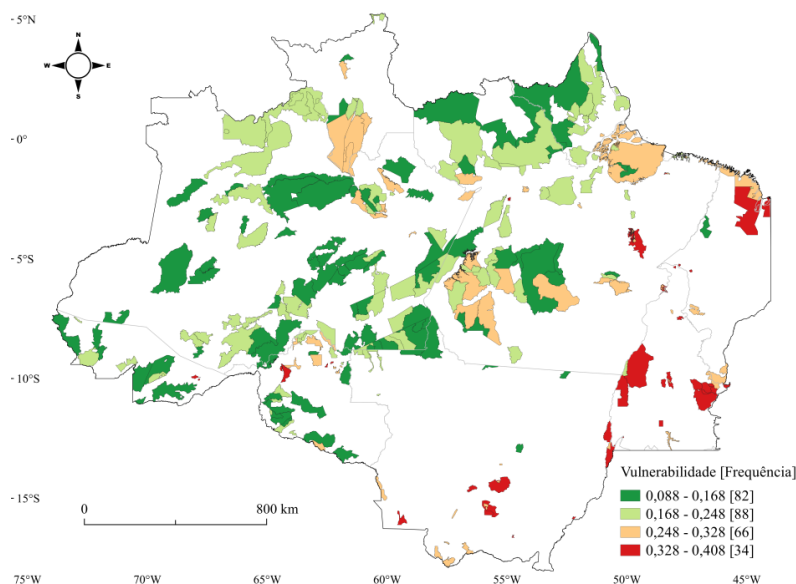 5°N
N
W E
S
0°
5°S
10°S
15°S
Vulnerabilidade [Frequência]
0,088 - 0,168 [82]
0,168 - 0,248 [88]
0,248 - 0,328 [66]
0,328 - 0,408 [34]
0 800 km
75°W 70°W 65°W 60°W 55°W 50°W 45°W